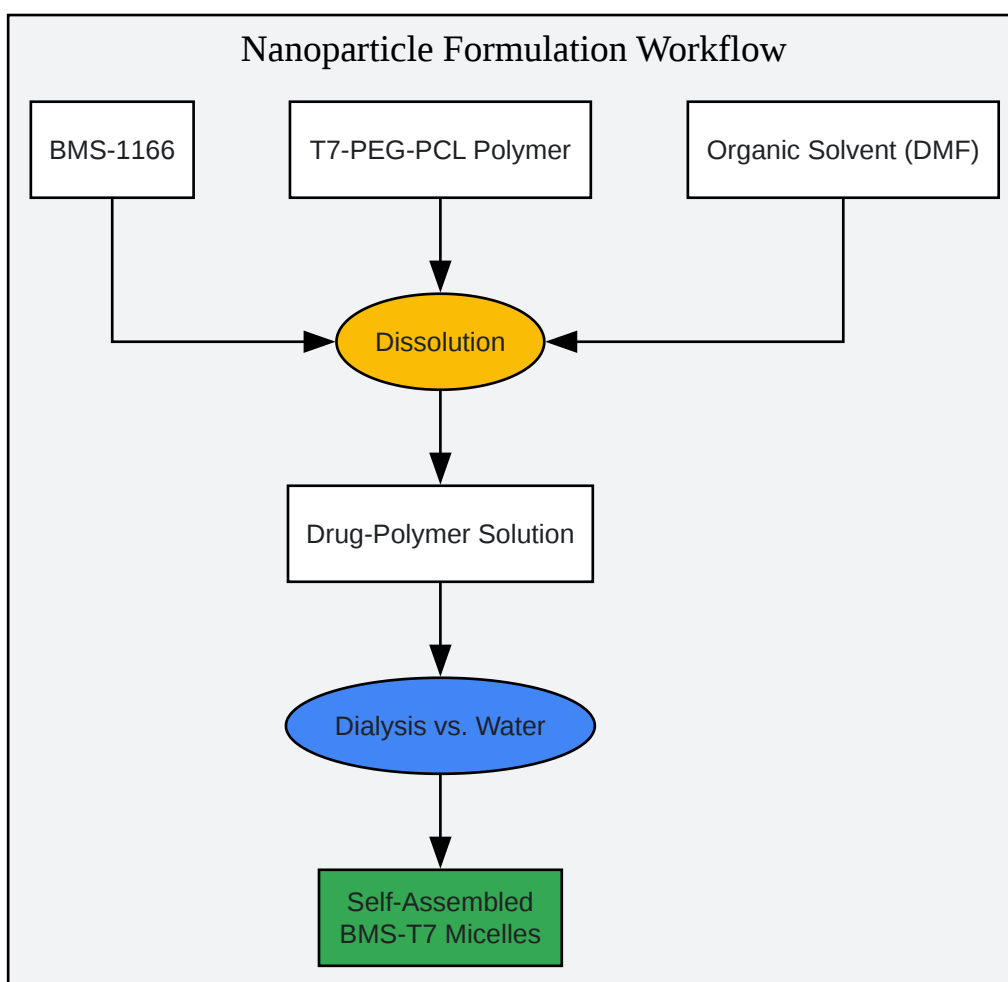 Nanoparticle Formulation Workflow
BMS-1166
T7-PEG-PCL Polymer
Organic Solvent (DMF)
Dissolution
Drug-Polymer Solution
Dialysis vs. Water
Self-Assembled
BMS-T7 Micelles